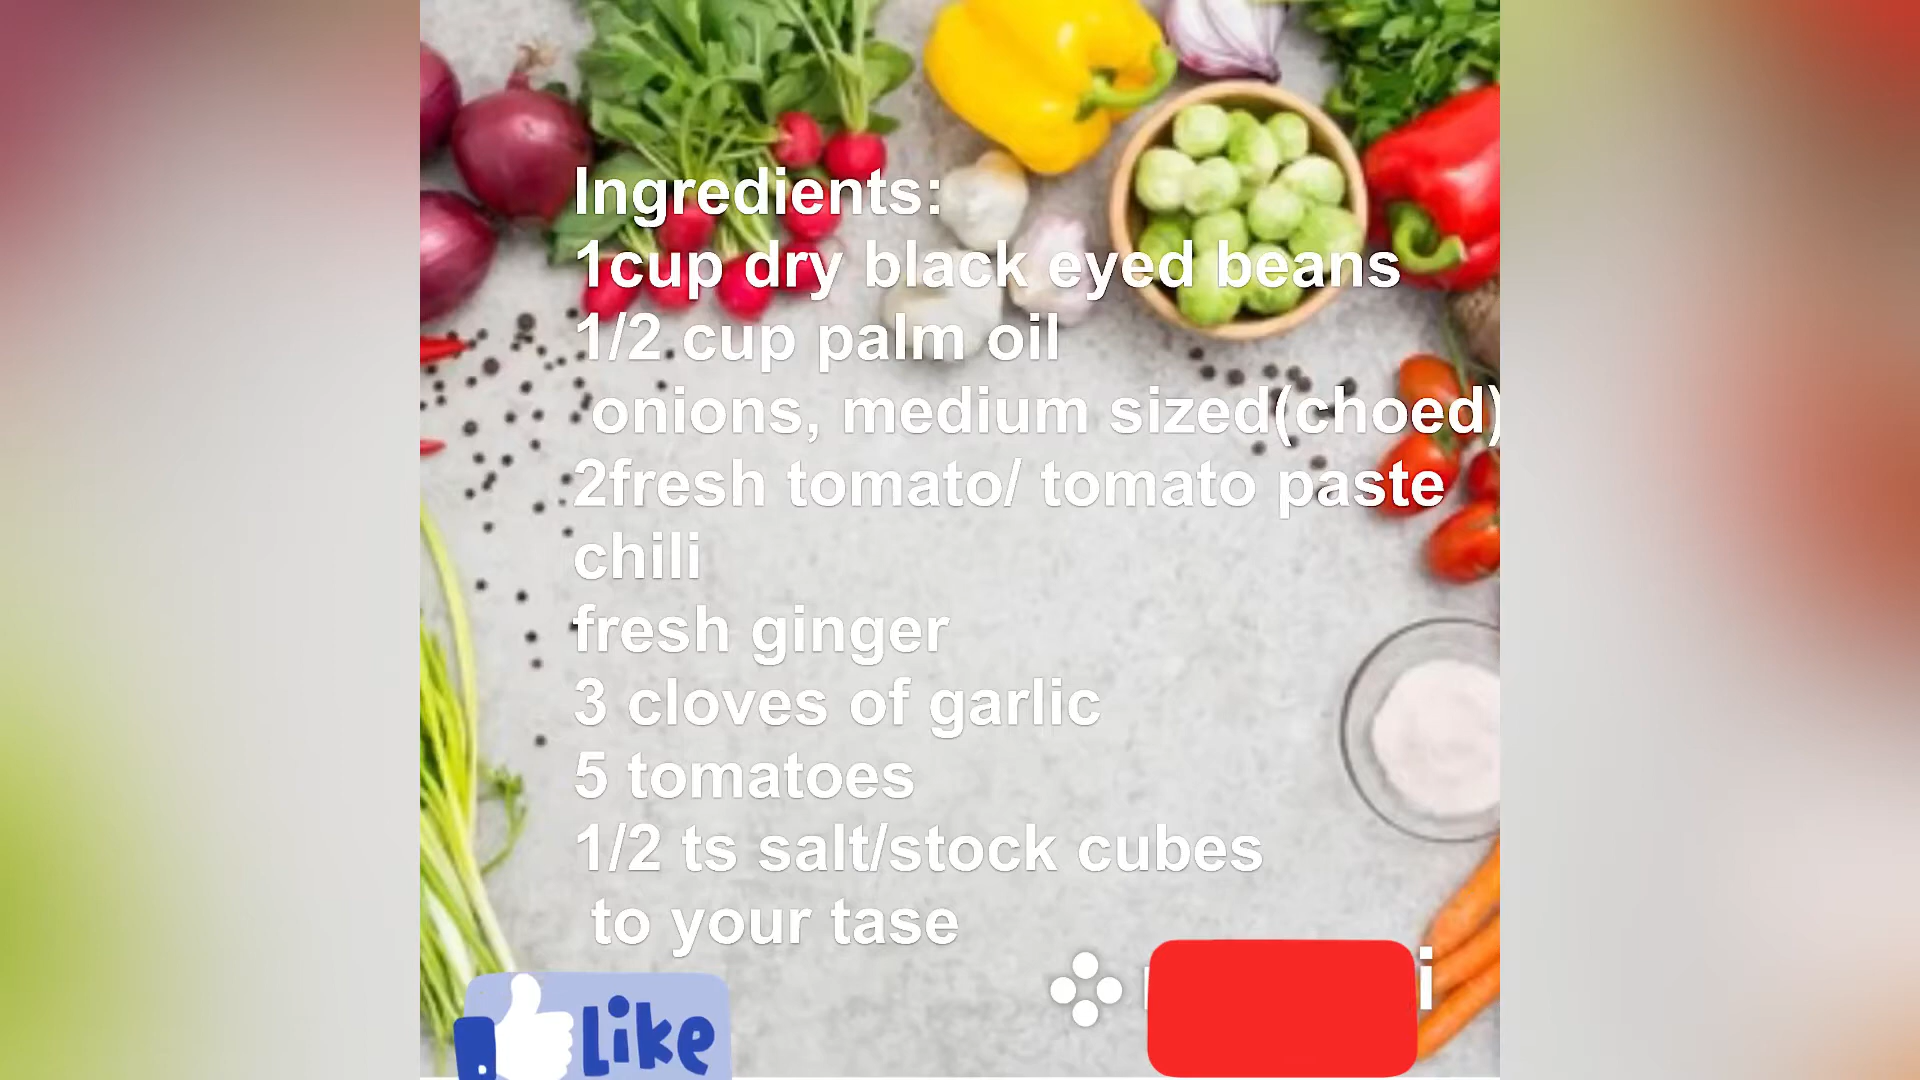 Ingredients:
1cup dry black eyed beans
1/2 cup palm oil
onions, medium sized(choed)
2fresh tomato/ tomato paste
chili
fresh ginger
3 cloves of garlic
5 tomatoes
1/2 ts salt/stock cubes
to your tase
Like